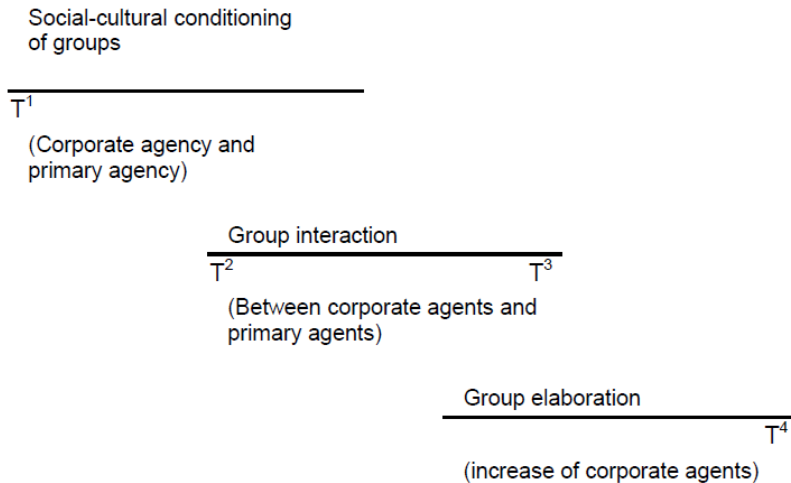 Social-cultural conditioning
of groups
T¹
(Corporate agency and
primary agency)
Group interaction
T² T³
(Between corporate agents and
primary agents)
Group elaboration
T⁴
(increase of corporate agents)